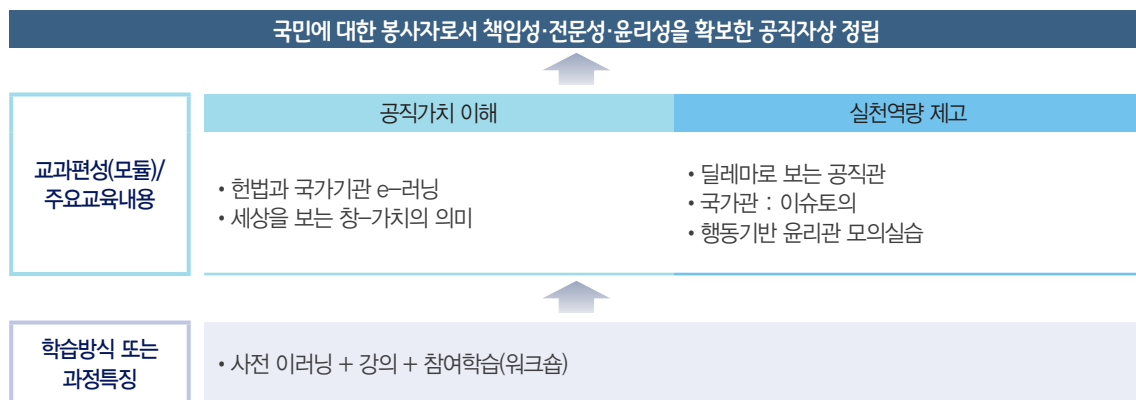 국민에 대한 봉사자로서 책임성·전문성·윤리성을 확보한 공직자상 정립
교과편성(모듈)/
주요교육내용
공직가치 이해
• 헌법과 국가기관 e-러닝
• 세상을 보는 창-가치의 의미
실천역량 제고
• 딜레마로 보는 공직관
• 국가관 : 이슈토의
• 행동기반 윤리관 모의실습
학습방식 또는
과정특징
• 사전 이러닝 + 강의 + 참여학습(워크숍)